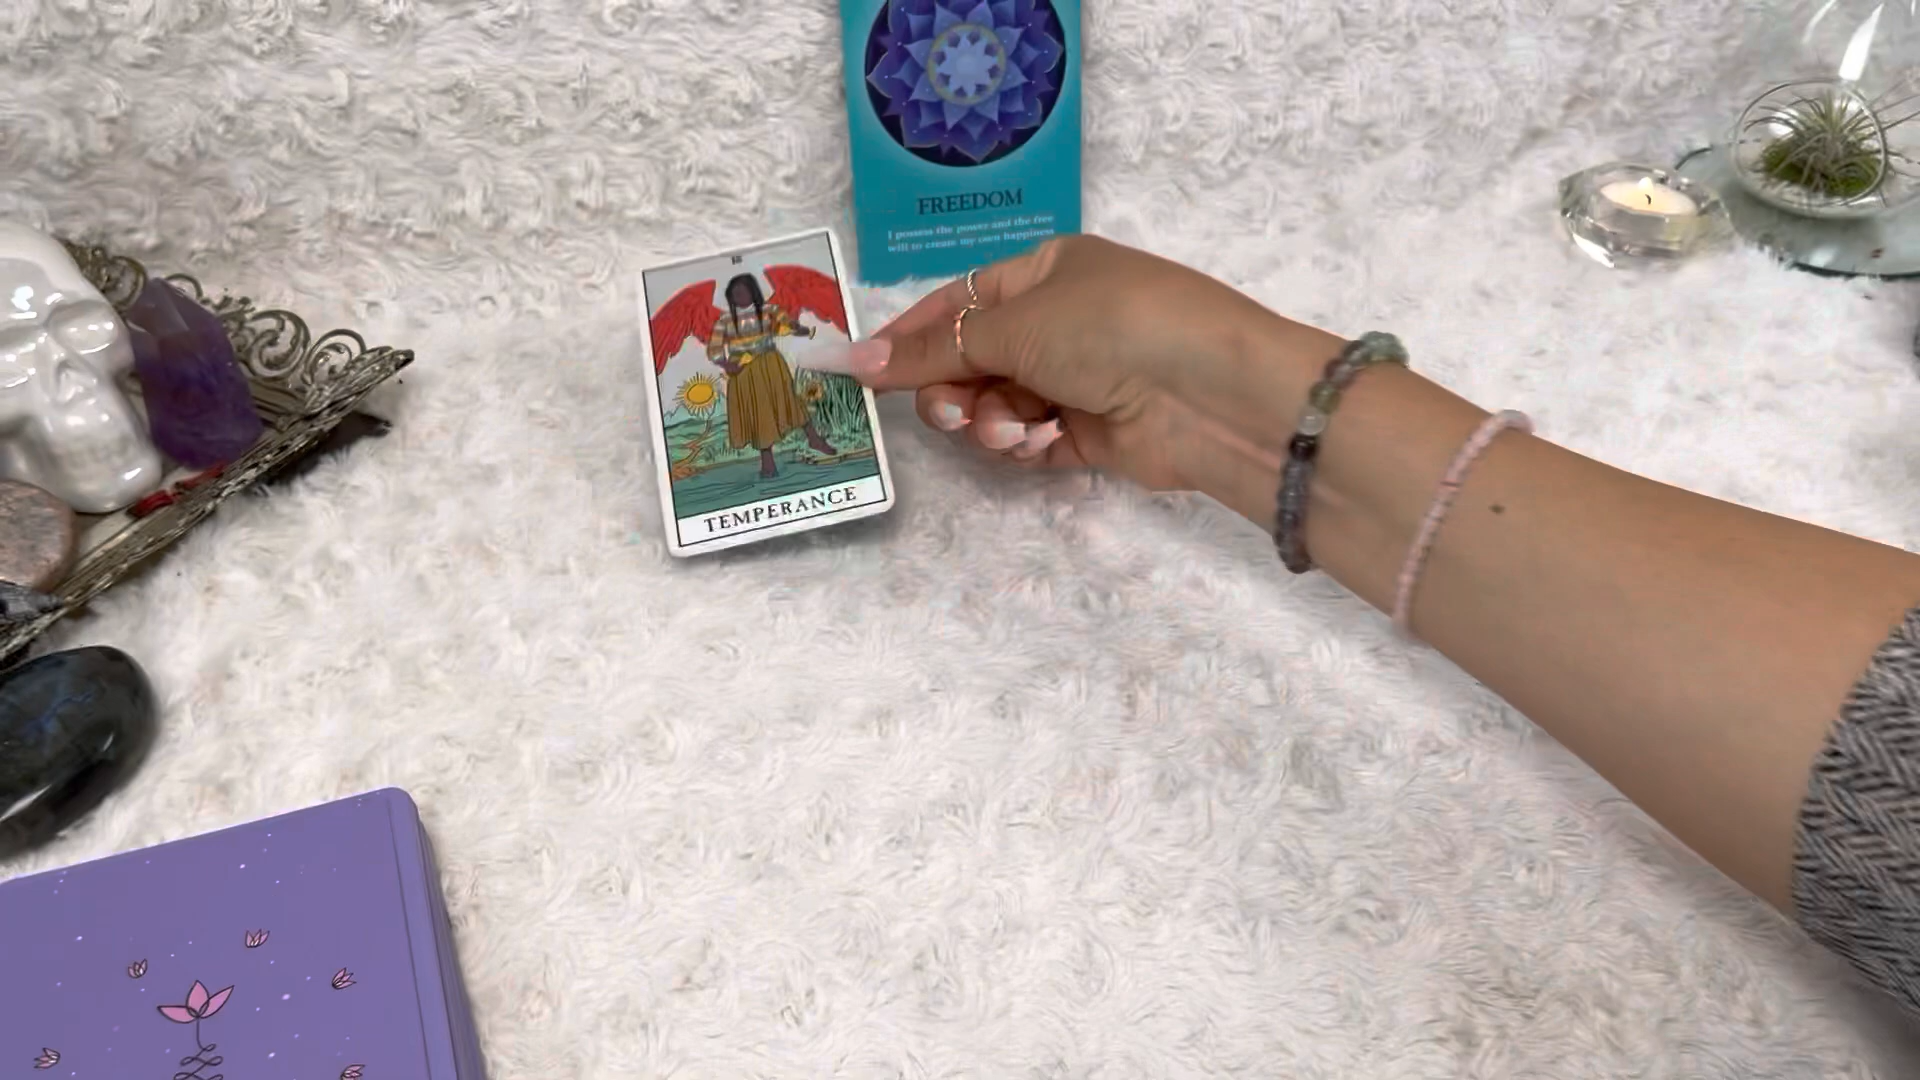 FREEDOM
I possess the power and the free
will to create my own happiness
TEMPERANCE